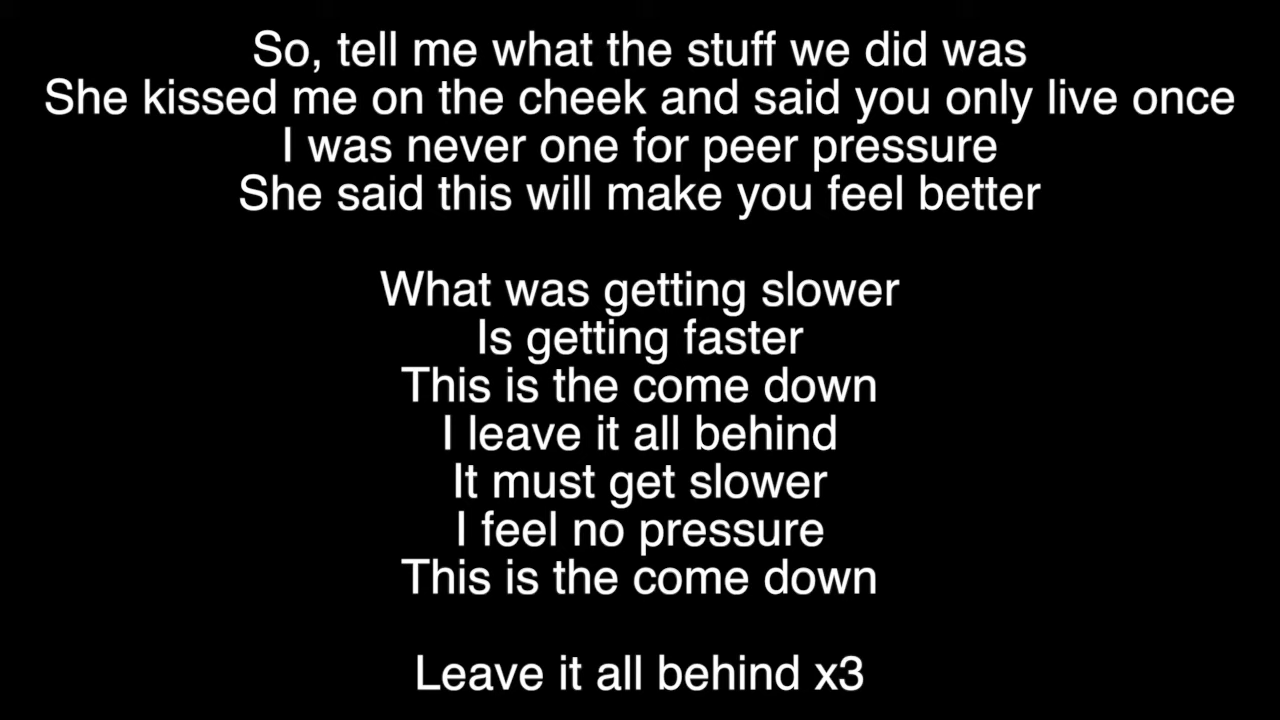 So, tell me what the stuff we did was
She kissed me on the cheek and said you only live once
I was never one for peer pressure
She said this will make you feel better
What was getting slower
Is getting faster
This is the come down
I leave it all behind
It must get slower
I feel no pressure
This is the come down
Leave it all behind x3